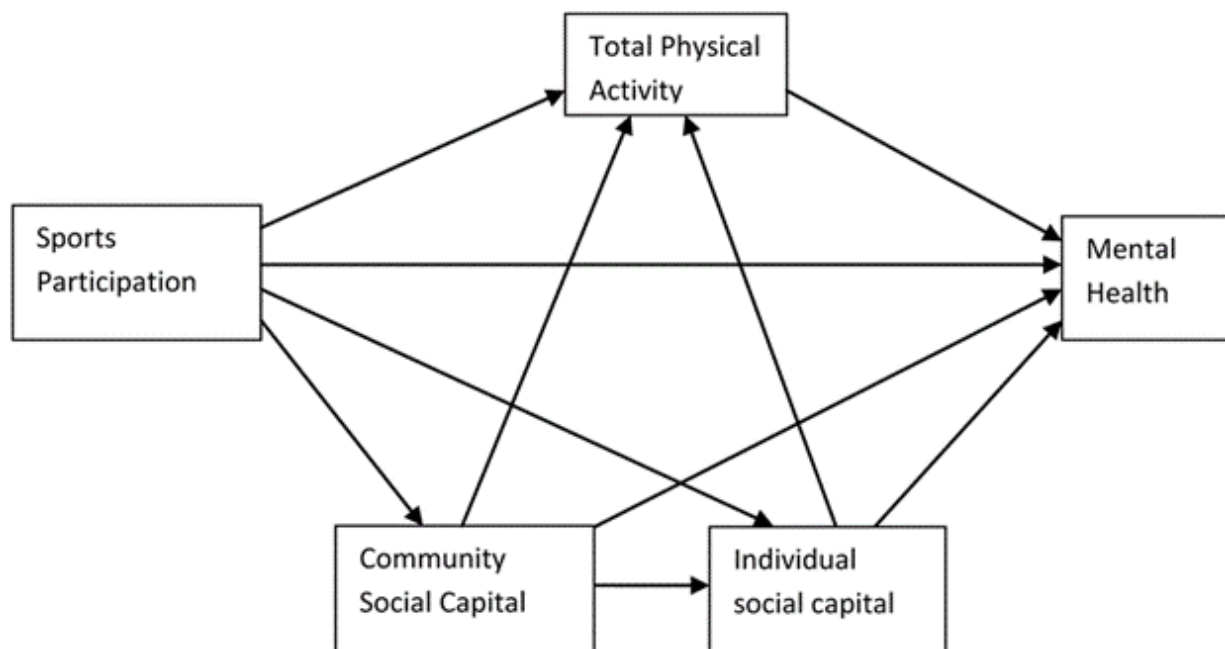 Total Physical
Activity
Sports
Participation
Mental
Health
Community
Social Capital
Individual
social capital